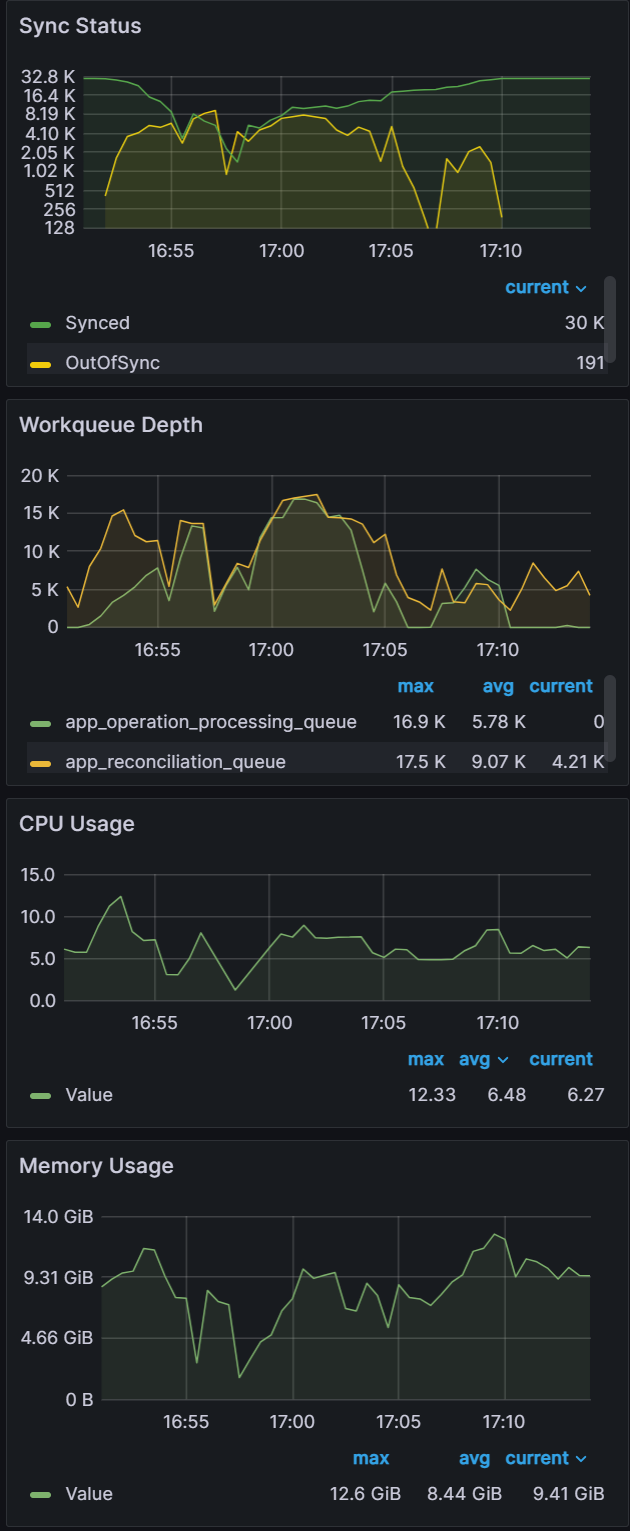 Sync Status
32.8 K
16.4 K
8.19 K
4.10 K
2.05 K
1.02 K
512
256
128
16:55 17:00 17:05 17:10
current
Synced 30 K
OutOfSync 191
Workqueue Depth
20 K
15 K
10 K
5 K
0
16:55 17:00 17:05 17:10
max avg current
app_operation_processing_queue 16.9 K 5.78 K 0
app_reconciliation_queue 17.5 K 9.07 K 4.21 K
CPU Usage
15.0
10.0
5.0
0.0
16:55 17:00 17:05 17:10
max avg current
Value 12.33 6.48 6.27
Memory Usage
14.0 GiB
9.31 GiB
4.66 GiB
0 B
16:55 17:00 17:05 17:10
max avg current
Value 12.6 GiB 8.44 GiB 9.41 GiB